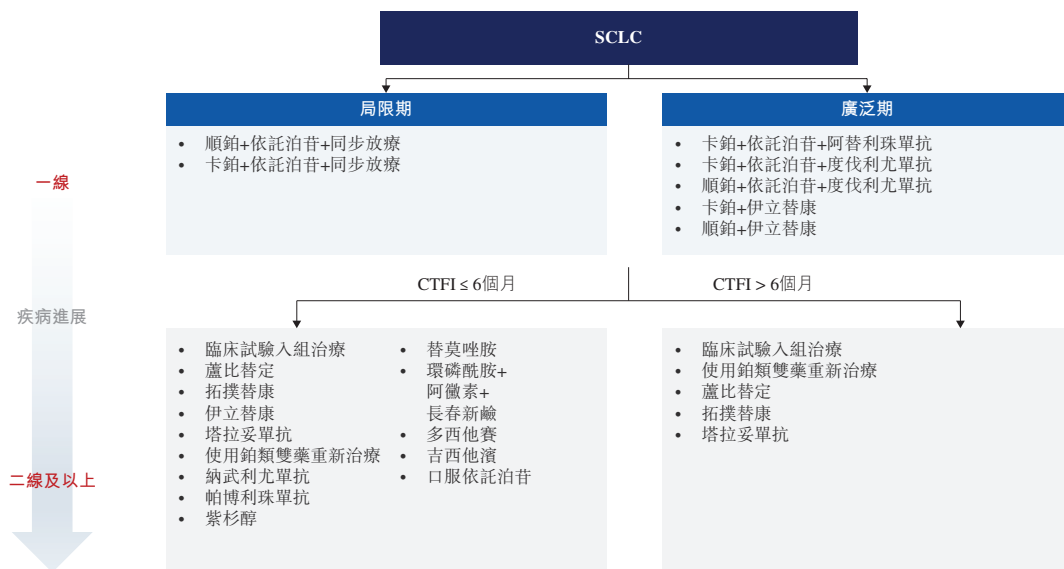 SCLC
局限期
廣泛期
一線
• 順鉑+依託泊苷+同步放療
• 卡鉑+依託泊苷+同步放療
• 卡鉑+依託泊苷+阿替利珠單抗
• 卡鉑+依託泊苷+度伐利尤單抗
• 順鉑+依託泊苷+度伐利尤單抗
• 卡鉑+伊立替康
• 順鉑+伊立替康
疾病進展
CTFI ≤ 6個月
CTFI > 6個月
二線及以上
• 臨床試驗入組治療
• 蘆比替定
• 拓撲替康
• 伊立替康
• 塔拉妥單抗
• 使用鉑類雙藥重新治療
• 納武利尤單抗
• 帕博利珠單抗
• 紫杉醇
• 替莫唑胺
• 環磷酰胺+
阿黴素+
長春新鹼
• 多西他賽
• 吉西他濱
• 口服依託泊苷
• 臨床試驗入組治療
• 使用鉑類雙藥重新治療
• 蘆比替定
• 拓撲替康
• 塔拉妥單抗